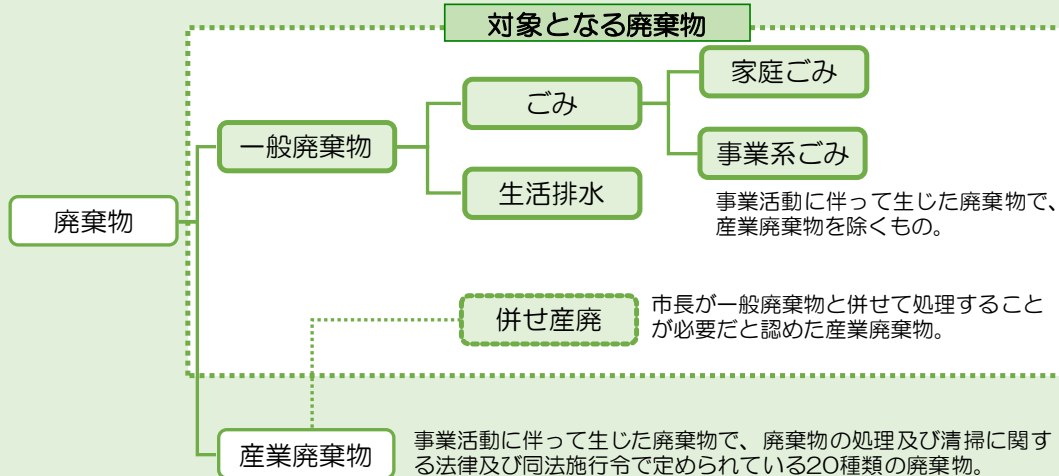 対象となる廃棄物
家庭ごみ
ごみ
一般廃棄物
事業系ごみ
生活排水
事業活動に伴って生じた廃棄物で、
産業廃棄物を除くもの。
廃棄物
併せ産廃
市長が一般廃棄物と併せて処理すること
が必要だと認めた産業廃棄物。
産業廃棄物
事業活動に伴って生じた廃棄物で、廃棄物の処理及び清掃に関す
る法律及び同法施行令で定められている20種類の廃棄物。